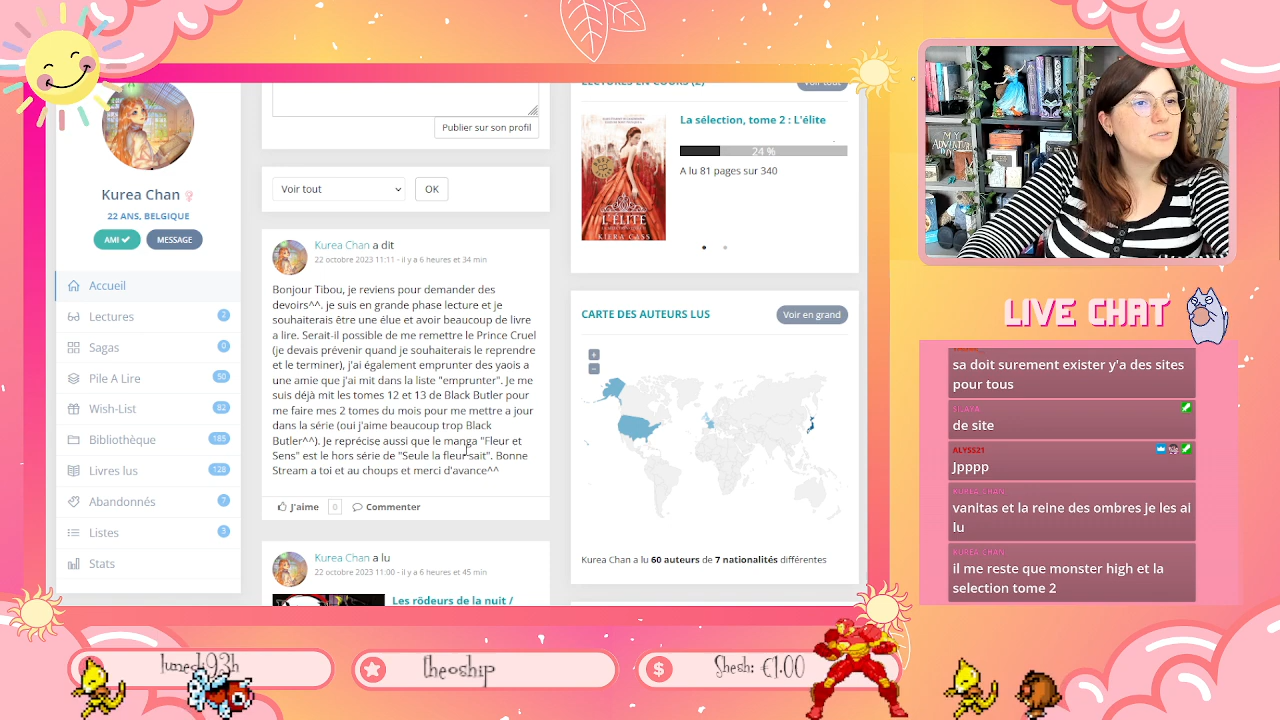 Kurea Chan
22 ANS, BELGIQUE
AMI
MESSAGE
Accueil
Lectures 2
Sagas 0
Pile A Lire 50
Wish-List 82
Bibliothèque 185
Livres lus 128
Abandonnés 7
Listes 3
Stats
Publier sur son profil
Voir tout
OK
Kurea Chan a dit
22 octobre 2023 11:11 - il y a 6 heures et 34 min
Bonjour Tibou, je reviens pour demander des
devoirs^^. je suis en grande phase lecture et je
souhaiterais être une élue et avoir beaucoup de livre
a lire. Serait-il possible de me remettre le Prince Cruel
(je devais prévenir quand je souhaiterais le reprendre
et le terminer), j'ai également emprunter des yaois a
une amie que j'ai mit dans la liste "emprunter". Je me
suis déjà mit les tomes 12 et 13 de Black Butler pour
me faire mes 2 tomes du mois pour me mettre a jour
dans la série (oui j'aime beaucoup trop Black
Butler^^). Je reprécise aussi que le manga "Fleur et
Sens" est le hors série de "Seule la fleur sait". Bonne
Stream a toi et au choups et merci d'avance^^
J'aime 0 Commenter
Kurea Chan a lu
22 octobre 2023 11:00 - il y a 6 heures et 45 min
Les rôdeurs de la nuit /
LECTURES EN COURS (2)
Voir tout
La sélection, tome 2 : L'élite
24 %
A lu 81 pages sur 340
L'ÉLITE
KIERA CASS
CARTE DES AUTEURS LUS
Voir en grand
+
−
Kurea Chan a lu 60 auteurs de 7 nationalités différentes
LIVE CHAT
sa doit surement exister y'a des sites
pour tous
de site
ALYSS21
Jpppp
KUREA CHAN
vanitas et la reine des ombres je les ai
lu
KUREA CHAN
il me reste que monster high et la
selection tome 2
theoship
Shesh: €1.00